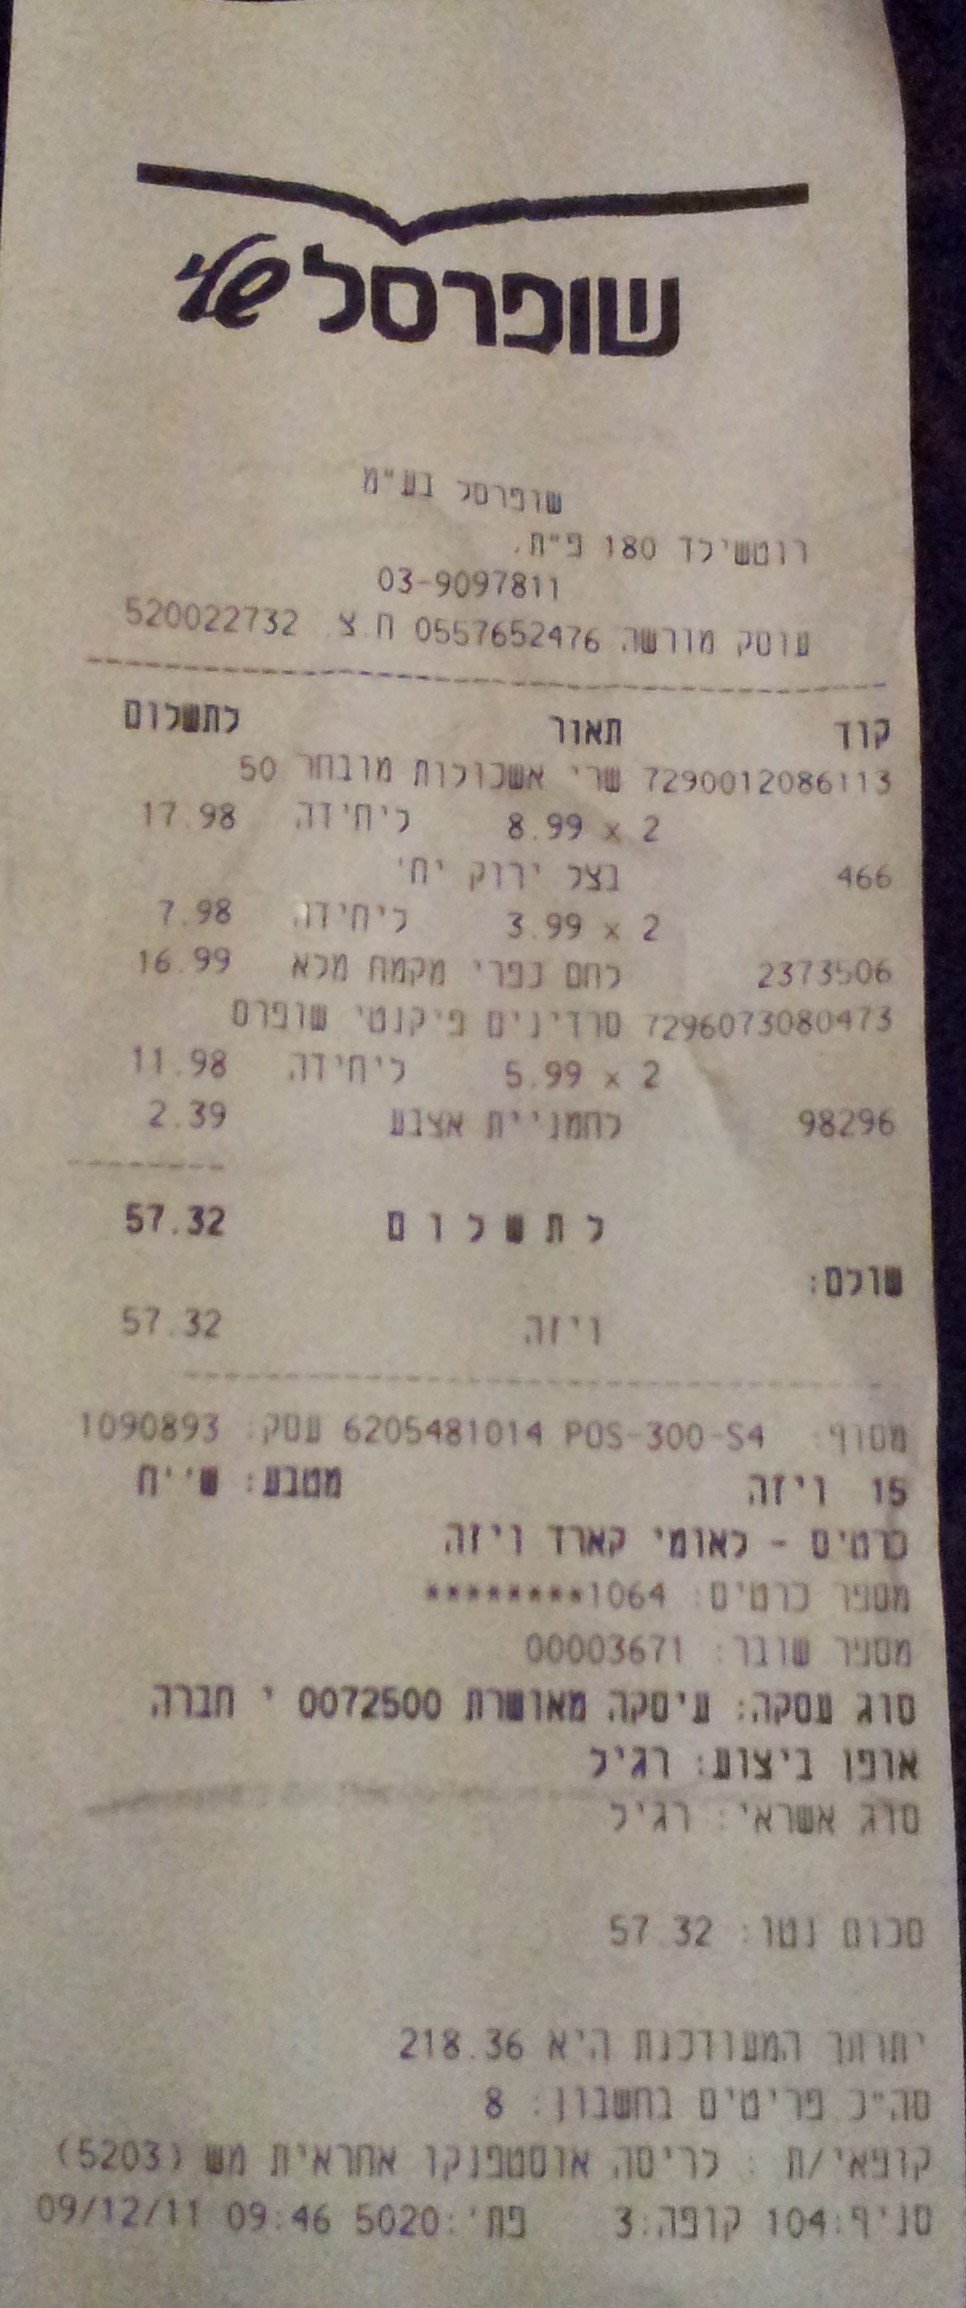 שופרסל שלי
שופרסל בע"מ
רוטשילד 180 פ"ת.
03-9097811
עוסק מורשה 0557652476 ח.צ. 520022732
קוד תאור לתשלום
7290012086113 שרי אשכולות מובחר 50
2 x 8.99 ליחידה 17.98
466 בצל ירוק יח'
2 x 3.99 ליחידה 7.98
2373506 לחם כפרי מקמח מלא 16.99
7296073080473 סרדינים פיקנטי שופרס
2 x 5.99 ליחידה 11.98
98296 לחמניית אצבע 2.39
לתשלום 57.32
שולם:
ויזה 57.32
מסוף: 6205481014 POS-300-S4 עסק: 1090893
15 ויזה מטבע: ש''ח
כרטיס - לאומי קארד ויזה
מספר כרטיס: 1064********
מספר שובר: 00003671
סוג עסקה: עיסקה מאושרת 0072500 י חברה
אופן ביצוע: רגיל
סוג אשראי: רגיל
סכום נטו: 57.32
יתרתך המעודכנת היא 218.36
סה"כ פריטים בחשבון: 8
קופאי/ת : לריסה אוסטפנקו אחראית מש (5203)
סניף:104 קופה:3 פת':5020 09:46 09/12/11